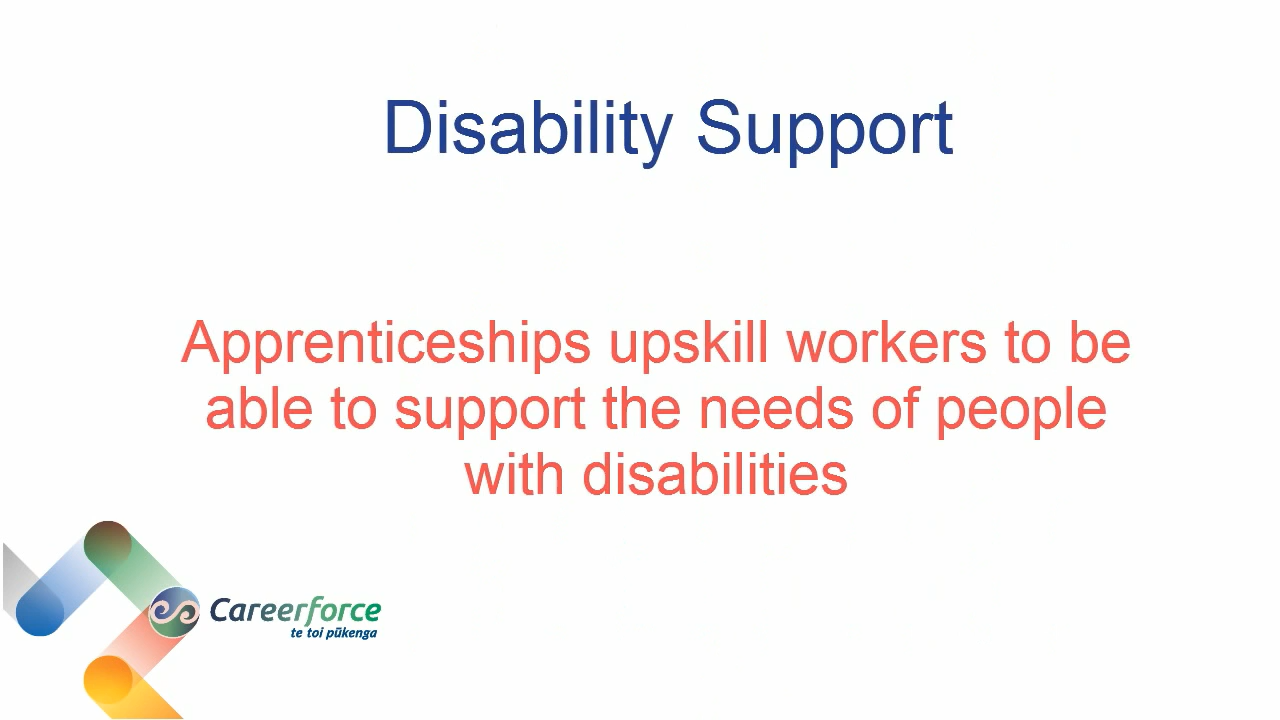 Disability Support
Apprenticeships upskill workers to be
able to support the needs of people
with disabilities
Careerforce
te toi pūkenga